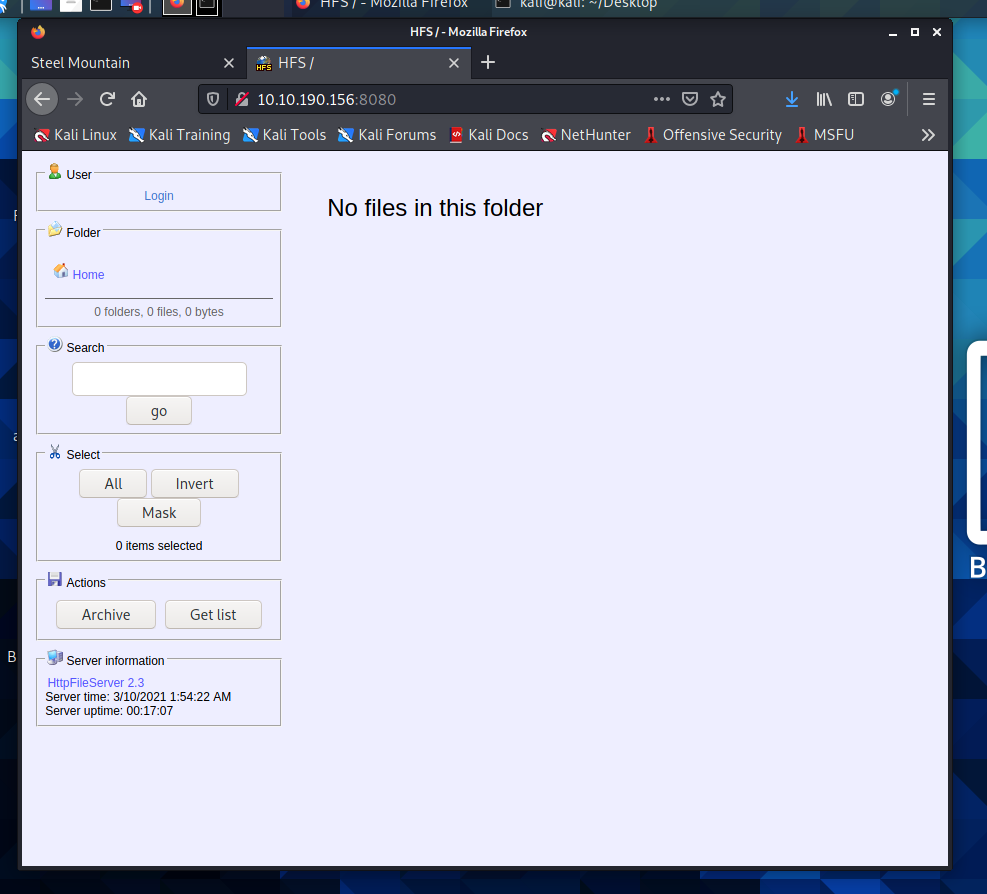 HFS / - Mozilla Firefox
kali@kali: ~/Desktop
HFS / - Mozilla Firefox
Steel Mountain
HFS /
10.10.190.156:8080
Kali Linux Kali Training Kali Tools Kali Forums Kali Docs NetHunter Offensive Security MSFU
User
Login
No files in this folder
Folder
Home
0 folders, 0 files, 0 bytes
Search
go
Select
All Invert
Mask
0 items selected
Actions
Archive Get list
Server information
HttpFileServer 2.3
Server time: 3/10/2021 1:54:22 AM
Server uptime: 00:17:07
B
B